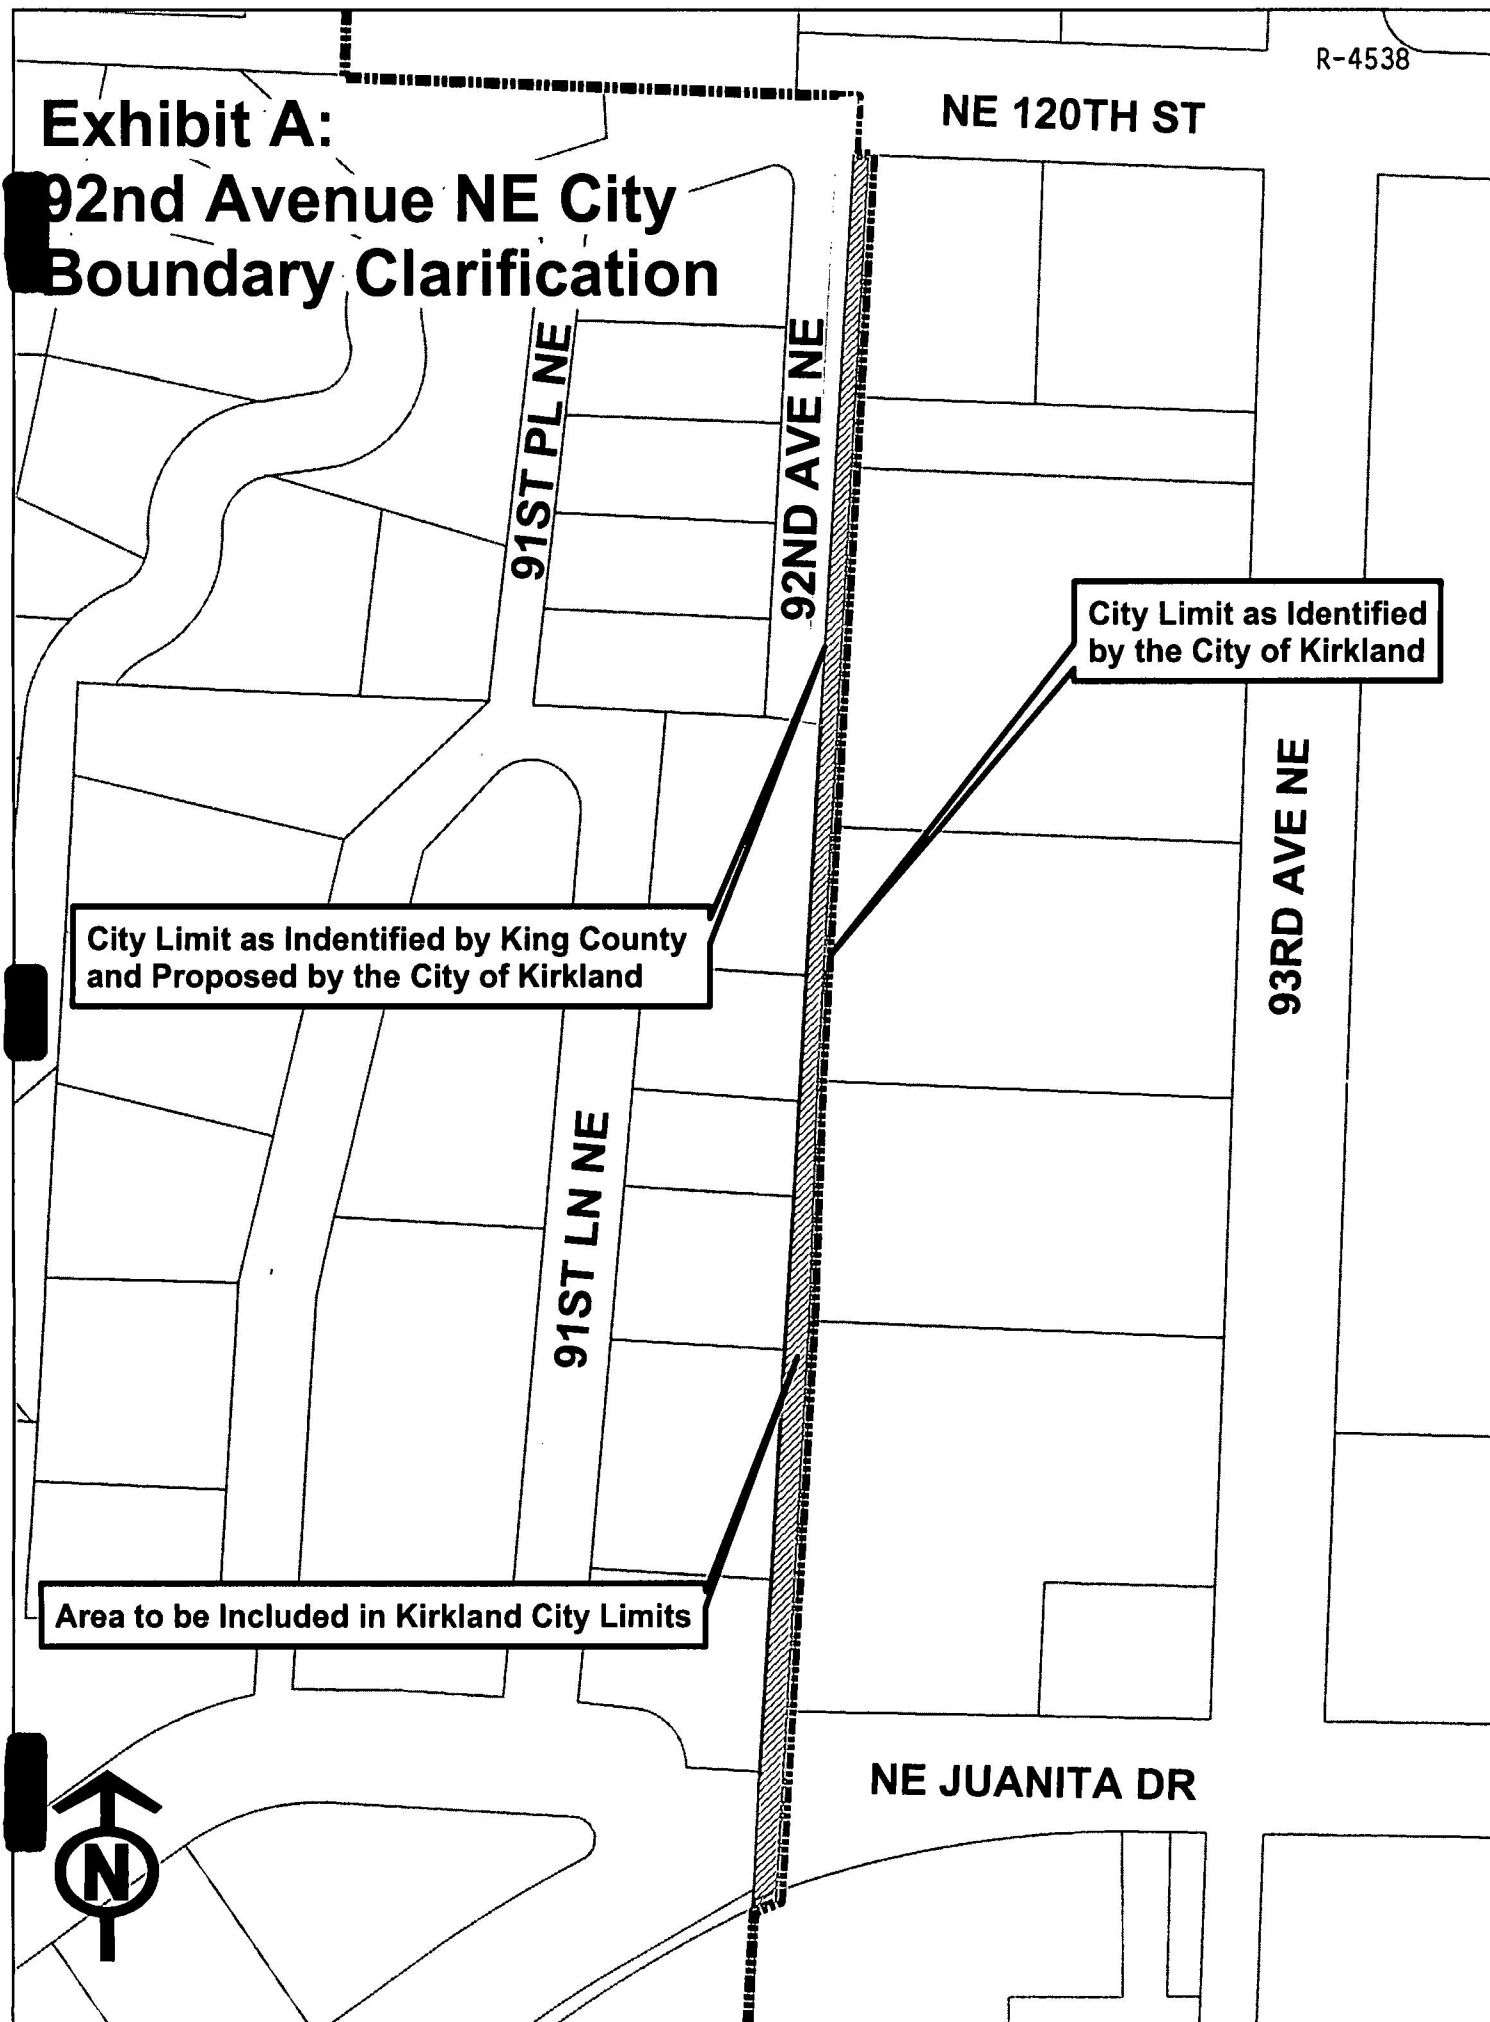 R-4538
Exhibit A:
92nd Avenue NE City
Boundary Clarification
NE 120TH ST
91ST PL NE
92ND AVE NE
City Limit as Identified
by the City of Kirkland
93RD AVE NE
City Limit as Indentified by King County
and Proposed by the City of Kirkland
91ST LN NE
Area to be Included in Kirkland City Limits
NE JUANITA DR
N